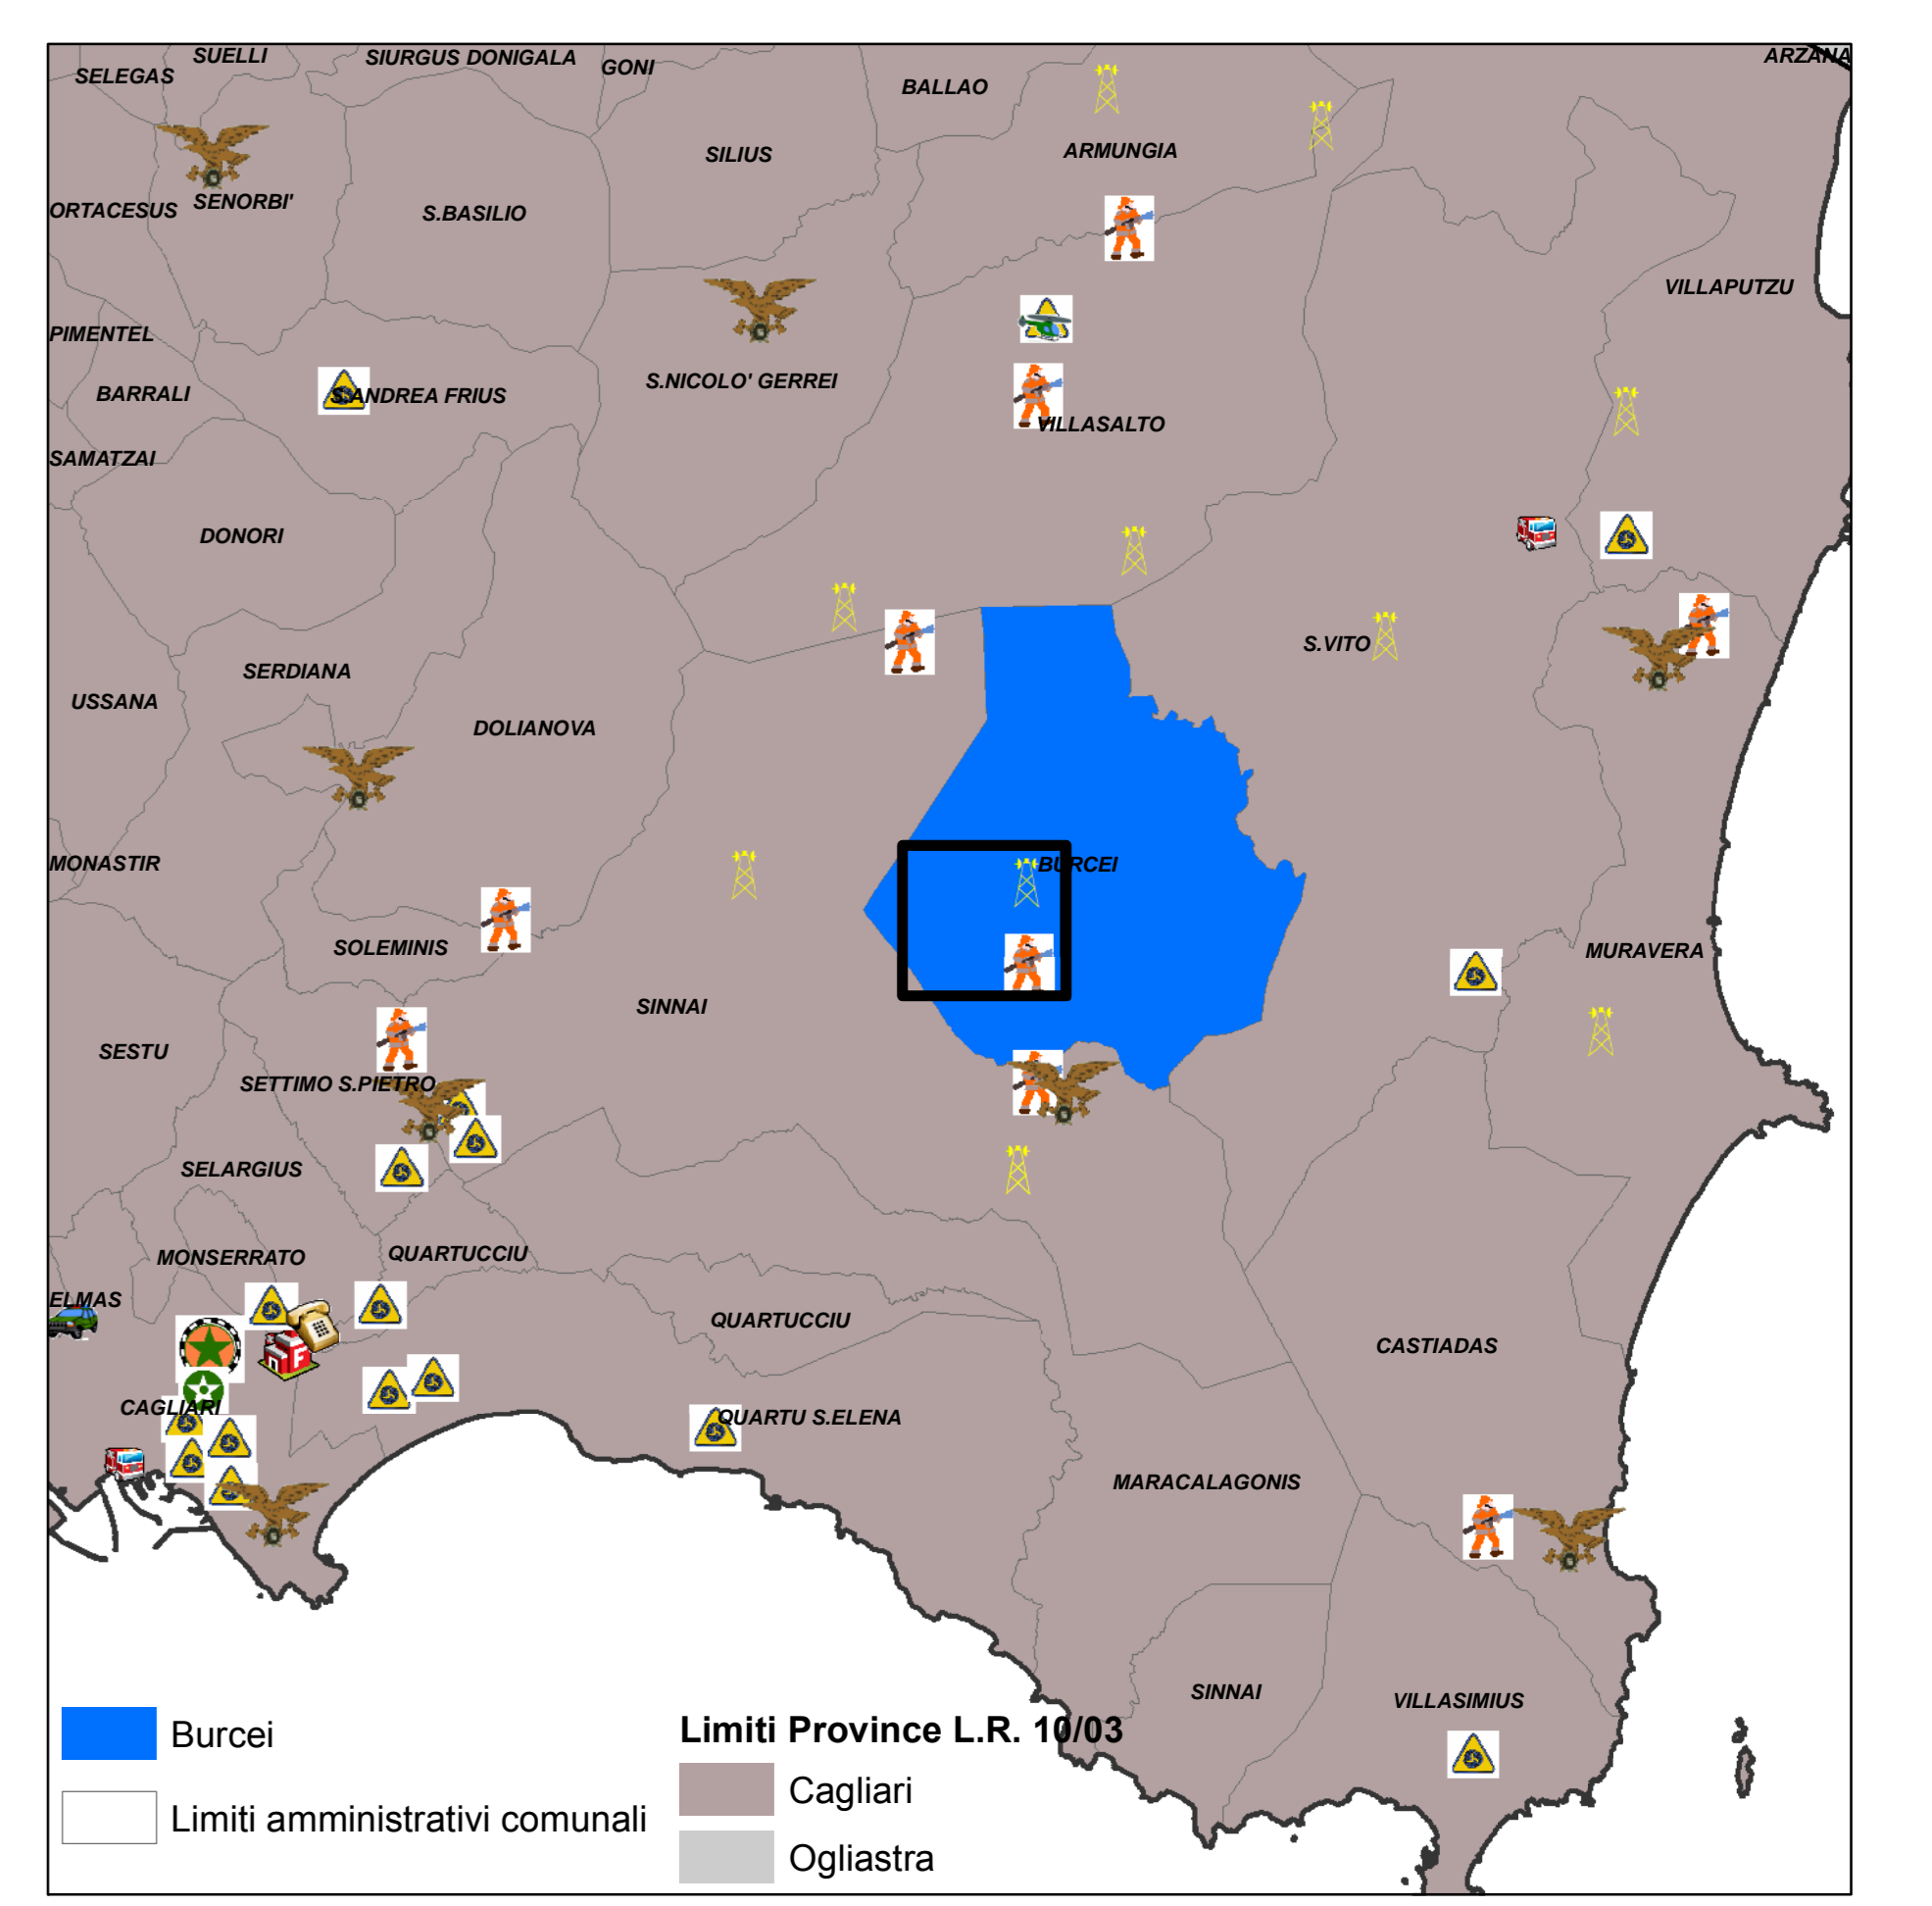 SUELLI
SIURGUS DONIGALA
GONI
ARZANA
SELEGAS
BALLAO
SILIUS
ARMUNGIA
ORTACESUS
SENORBI'
S.BASILIO
VILLAPUTZU
PIMENTEL
BARRALI
S.ANDREA FRIUS
S.NICOLO' GERREI
VILLASALTO
SAMATZAI
DONORI
SERDIANA
S.VITO
USSANA
DOLIANOVA
MONASTIR
BURCEI
SOLEMINIS
MURAVERA
SINNAI
SESTU
SETTIMO S.PIETRO
SELARGIUS
MONSERRATO
QUARTUCCIU
ELMAS
QUARTUCCIU
CASTIADAS
CAGLIARI
QUARTU S.ELENA
MARACALAGONIS
SINNAI
VILLASIMIUS
Burcei
Limiti amministrativi comunali
Limiti Province L.R. 10/03
Cagliari
Ogliastra
F